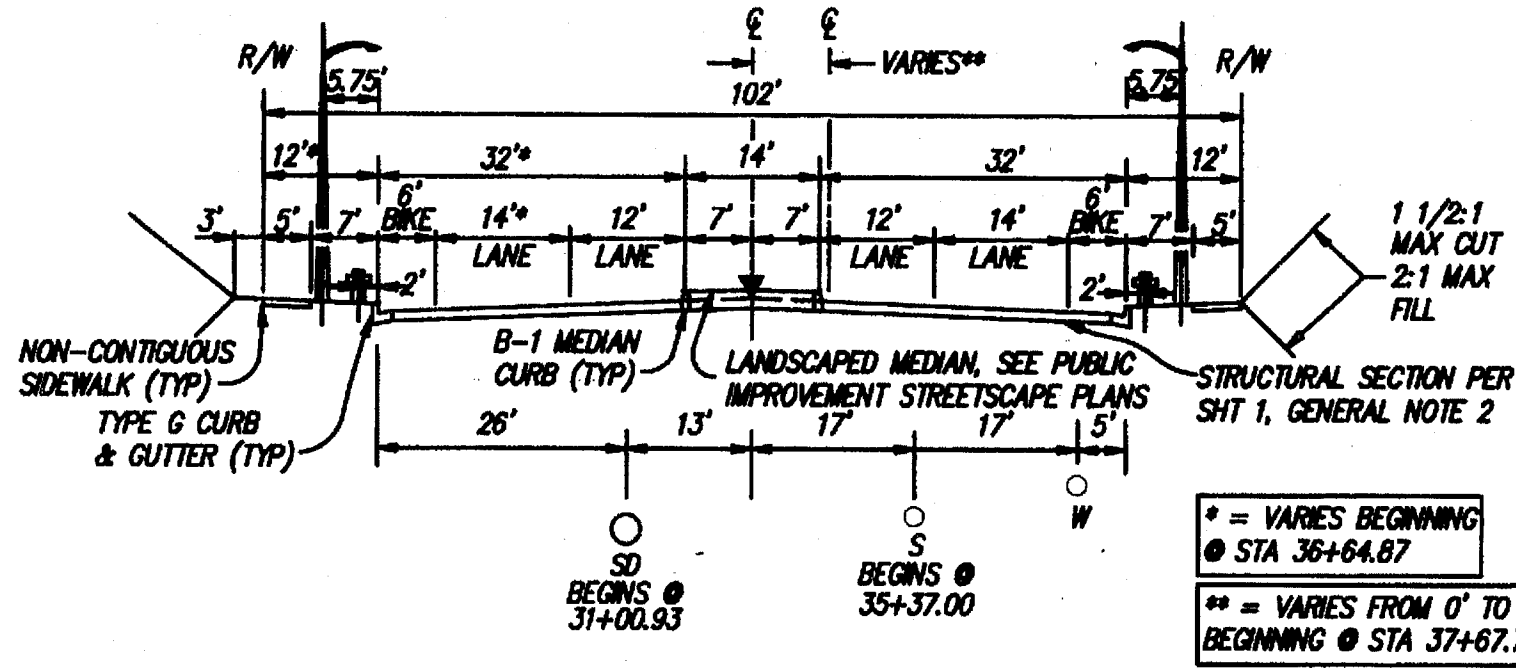 ℄ ℄
R/W VARIES** R/W
5.75' 5.75'
102'
12'* 32'* 14' 32' 12'
3' 5' 7' 6' BIKE 14'* LANE 12' LANE 7' 7' 12' LANE 14' LANE 6' BIKE 7' 5'
2' 2'
1 1/2:1
MAX CUT
2:1 MAX
FILL
NON-CONTIGUOUS
SIDEWALK (TYP)
TYPE G CURB
& GUTTER (TYP)
B-1 MEDIAN
CURB (TYP)
LANDSCAPED MEDIAN, SEE PUBLIC
IMPROVEMENT STREETSCAPE PLANS
STRUCTURAL SECTION PER
SHT 1, GENERAL NOTE 2
26' 13' 17' 17' 5'
SD
BEGINS @
31+00.93
S
BEGINS @
35+37.00
W
* = VARIES BEGINNING
@ STA 36+64.87
** = VARIES FROM 0' TO
BEGINNING @ STA 37+67.